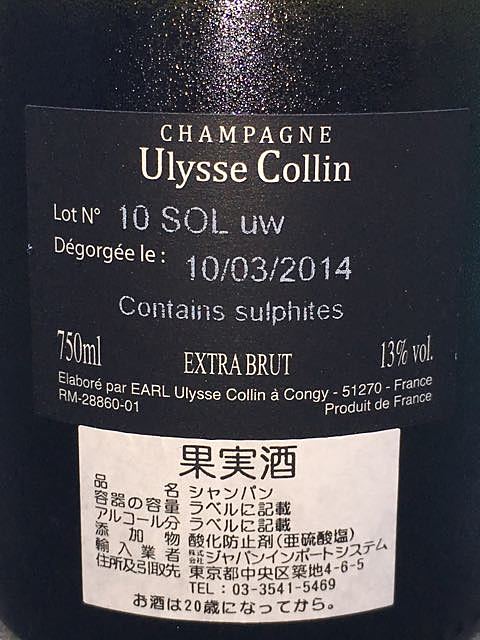 CHAMPAGNE
Ulysse Collin
Lot N° 10 SOL UW
Dégorgée le : 10/03/2014
Contains sulphites
750ml EXTRA BRUT 13% vol.
Elaboré par EARL Ulysse Collin à Congy - 51270 - France
RM-28860-01 Produit de France
果実酒
品名 シャンパン
容器の容量 ラベルに記載
アルコール分 ラベルに記載
添加物 酸化防止剤(亜硫酸塩)
輸入業者 株式会社ジャパンインポートシステム
住所及引取先 東京都中央区築地4-6-5
TEL : 03-3541-5469
お酒は20歳になってから。